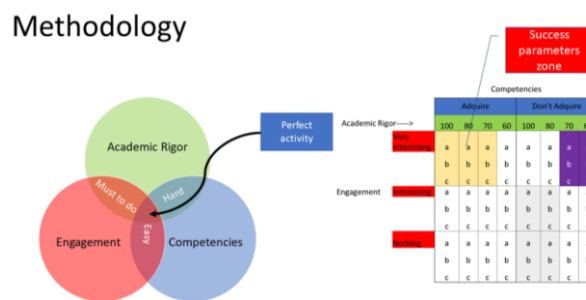 Methodology
Success
parameters
zone
Competencies
Adquire Don't Adquire
Perfect
activity
Academic Rigor----->
100 80 70 60 100 80 70
Academic Rigor
Must to do
Hard
Easy
Engagement
Competencies
Very
interesting
a a a a a a a
b b b b b b b
c c c c c c c
Engagement
Interesting
a a a a a a a
b b b b b b b
c c c c c c c
Nothing
a a a a a a a
b b b b b b b
c c c c c c c